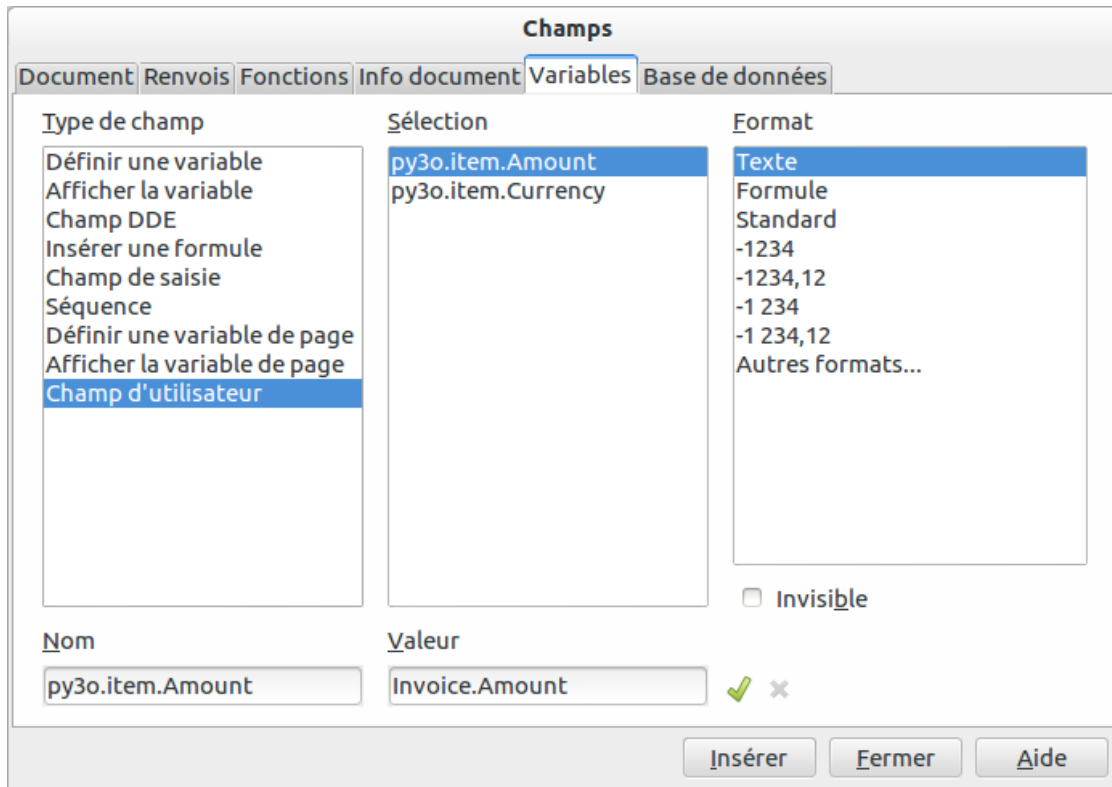 Champs
Document Renvois Fonctions Info document Variables Base de données
Type de champ
Définir une variable
Afficher la variable
Champ DDE
Insérer une formule
Champ de saisie
Séquence
Définir une variable de page
Afficher la variable de page
Champ d'utilisateur
Sélection
py3o.item.Amount
py3o.item.Currency
Format
Texte
Formule
Standard
-1234
-1234,12
-1 234
-1 234,12
Autres formats...
Invisible
Nom
py3o.item.Amount
Valeur
Invoice.Amount
Insérer Fermer Aide